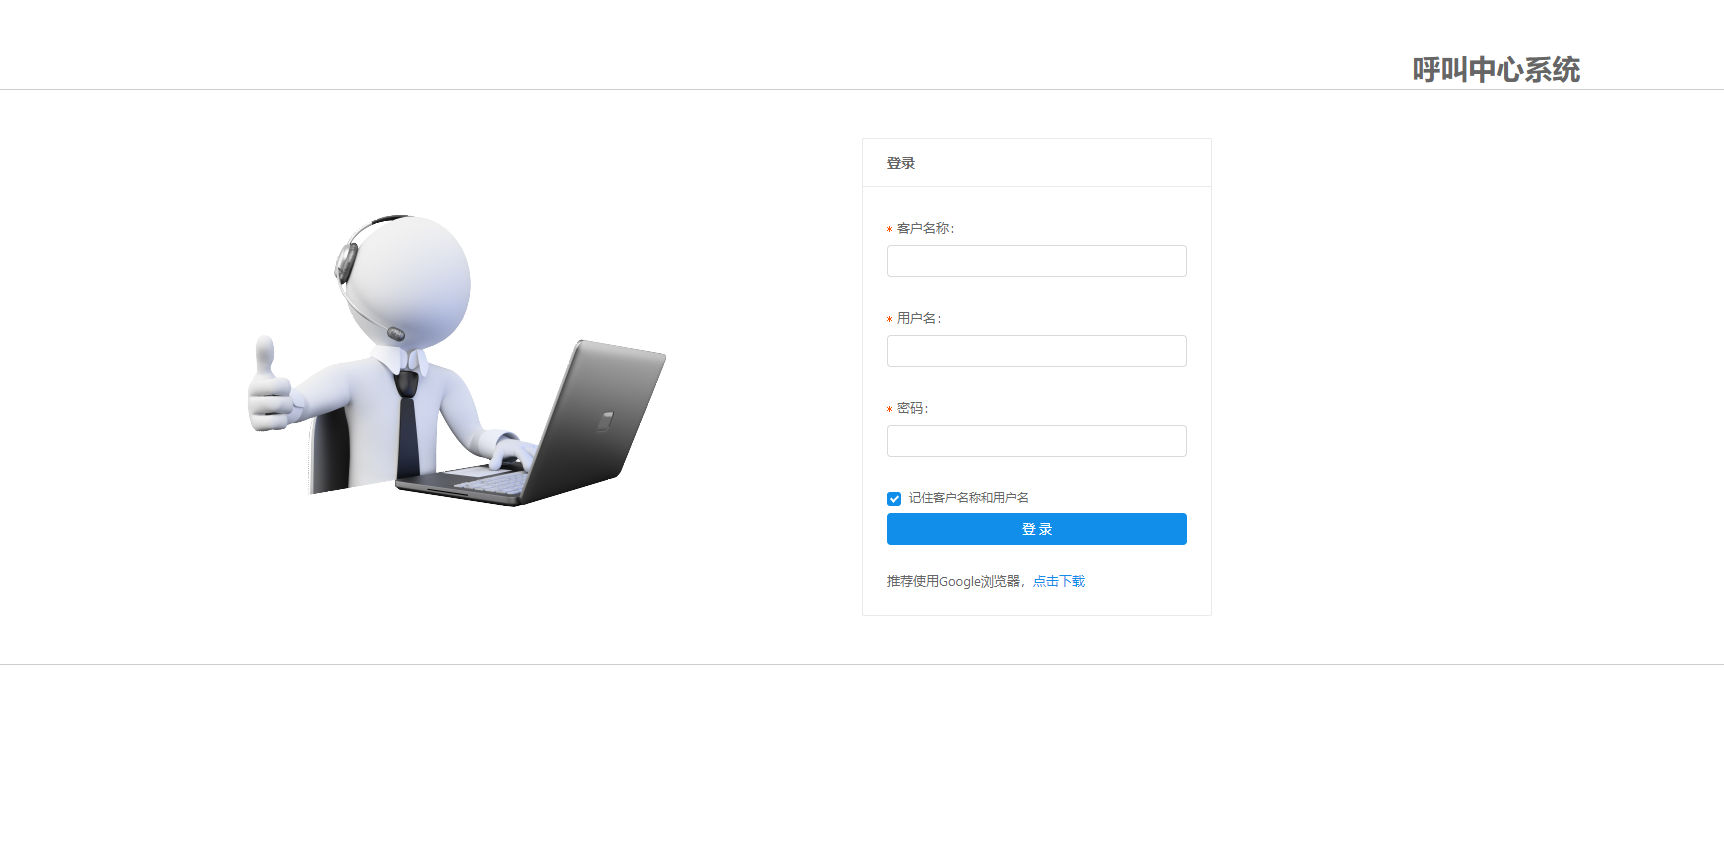 呼叫中心系统
登录
* 客户名称：
* 用户名：
* 密码：
记住客户名称和用户名
登 录
推荐使用Google浏览器，点击下载